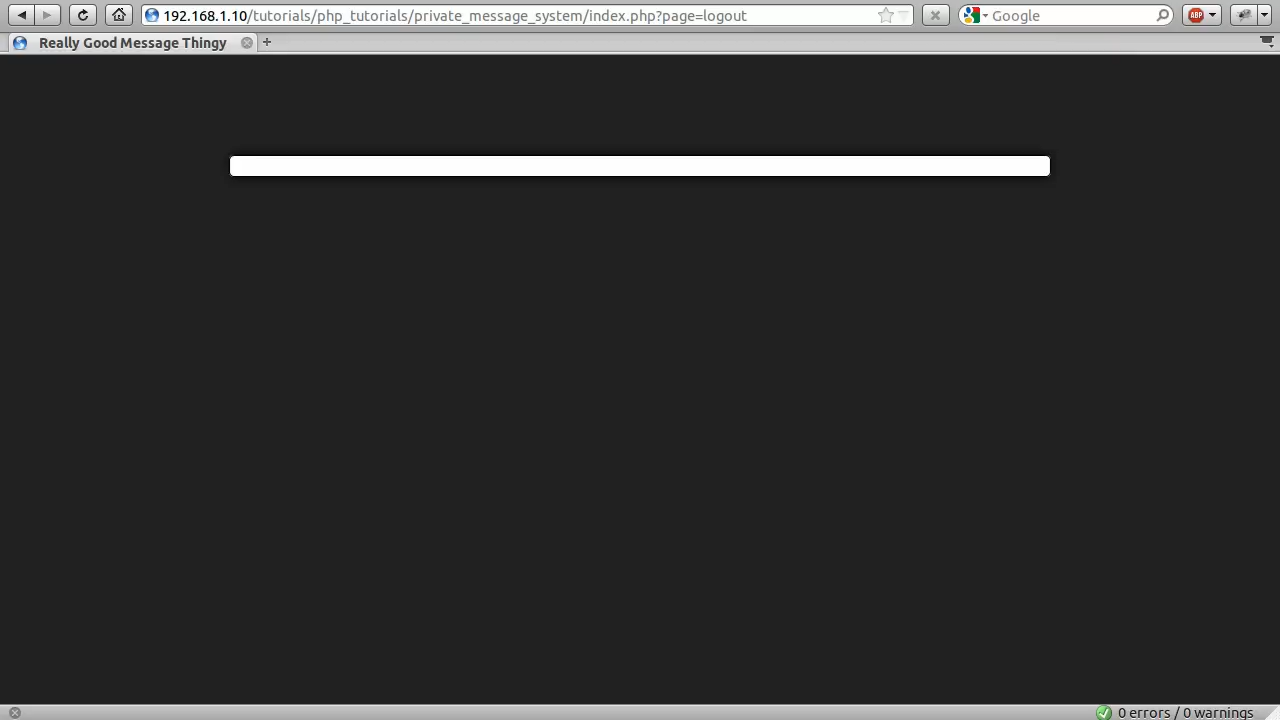 192.168.1.10/tutorials/php_tutorials/private_message_system/index.php?page=logout
Google
ABP
Really Good Message Thingy
0 errors / 0 warnings